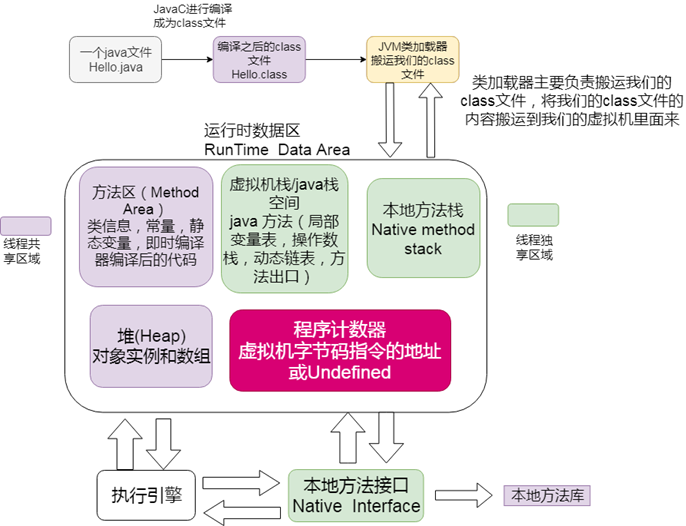 JavaC进行编译
成为class文件
一个java文件
Hello.java
编译之后的class
文件
Hello.class
JVM类加载器
搬运我们的class
文件
类加载器主要负责搬运我们的
class文件，将我们的class文件的
内容搬运到我们的虚拟机里面来
运行时数据区
RunTime Data Area
方法区（Method
Area）
类信息，常量，静
态变量，即时编译
器编译后的代码
虚拟机栈/java栈
空间
java 方法（局部
变量表，操作数
栈，动态链表，方
法出口）
本地方法栈
Native method
stack
线程共
享区域
线程独
享区域
堆(Heap)
对象实例和数组
程序计数器
虚拟机字节码指令的地址
或Undefined
执行引擎
本地方法接口
Native Interface
本地方法库